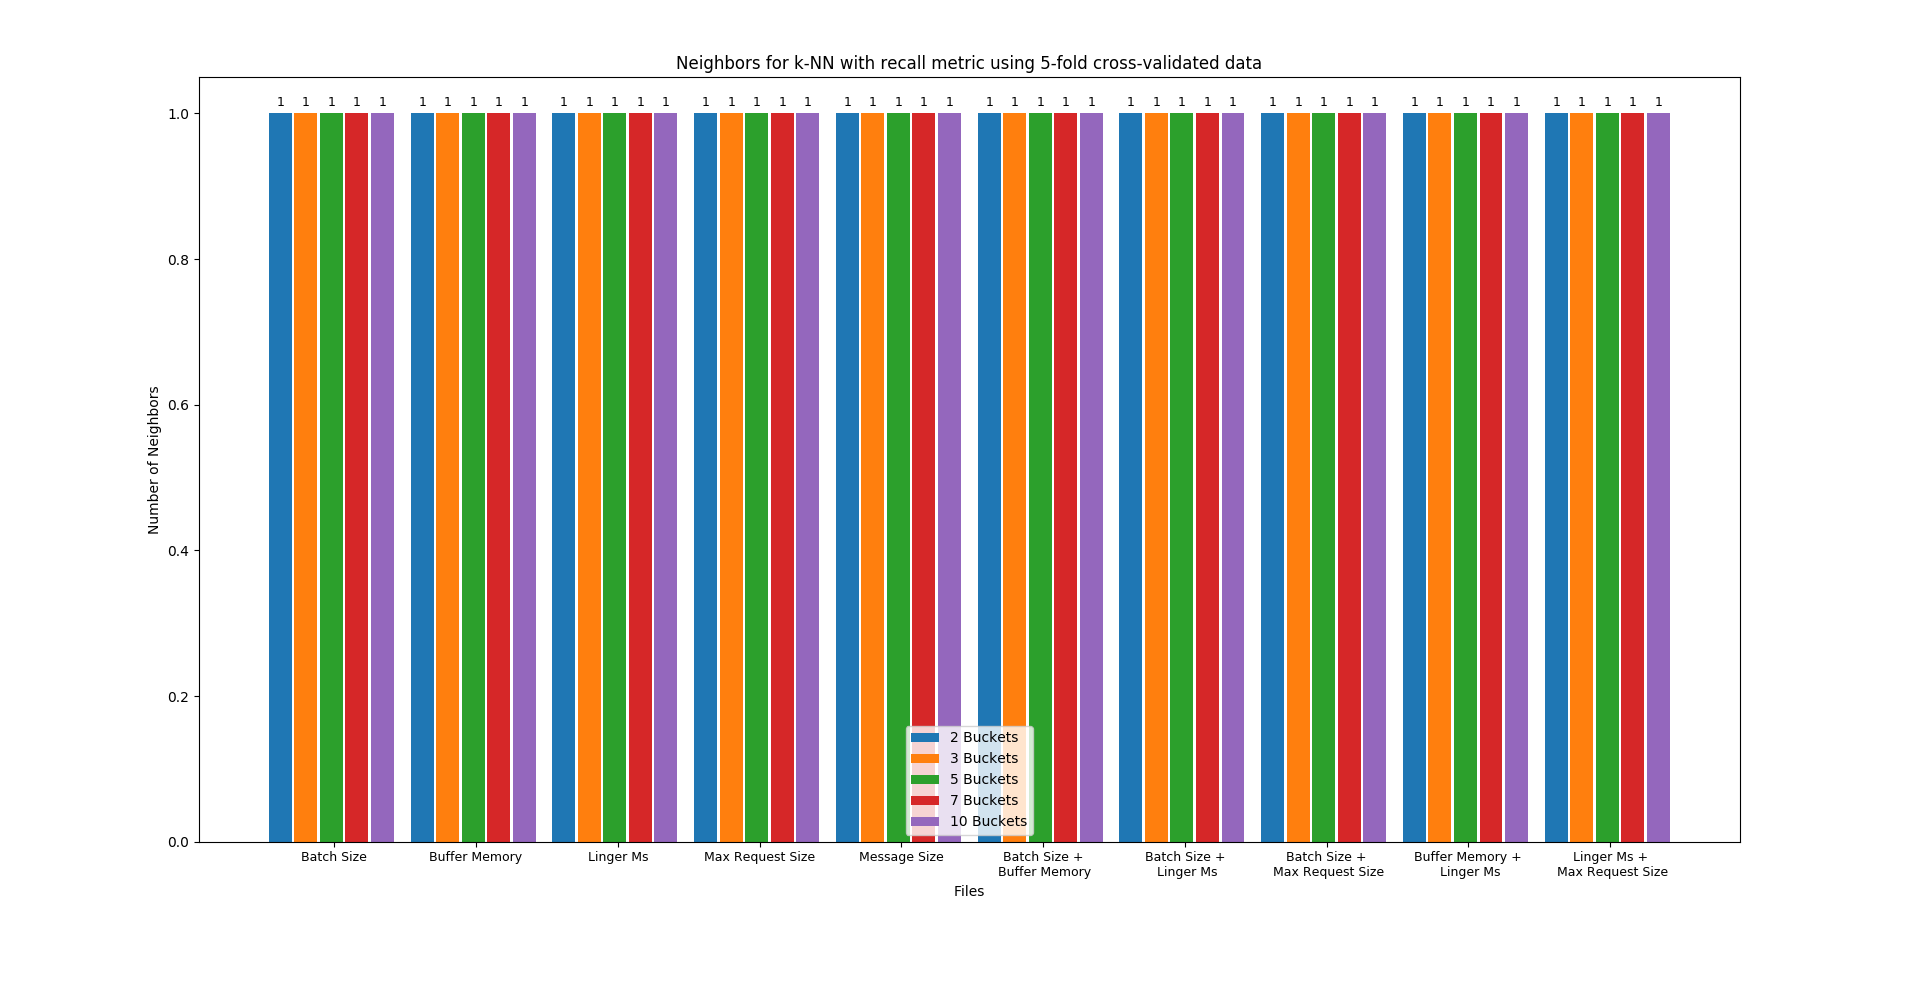 Neighbors for k-NN with recall metric using 5-fold cross-validated data
1 1 1 1 1 1 1 1 1 1 1 1 1 1 1 1 1 1 1 1 1 1 1 1 1 1 1 1 1 1 1 1 1 1 1 1 1 1 1 1 1 1 1 1 1 1 1 1 1 1
1.0
0.8
0.6
0.4
0.2
0.0
Number of Neighbors
2 Buckets
3 Buckets
5 Buckets
7 Buckets
10 Buckets
Batch Size
Buffer Memory
Linger Ms
Max Request Size
Message Size
Batch Size +
Buffer Memory
Batch Size +
Linger Ms
Batch Size +
Max Request Size
Buffer Memory +
Linger Ms
Linger Ms +
Max Request Size
Files